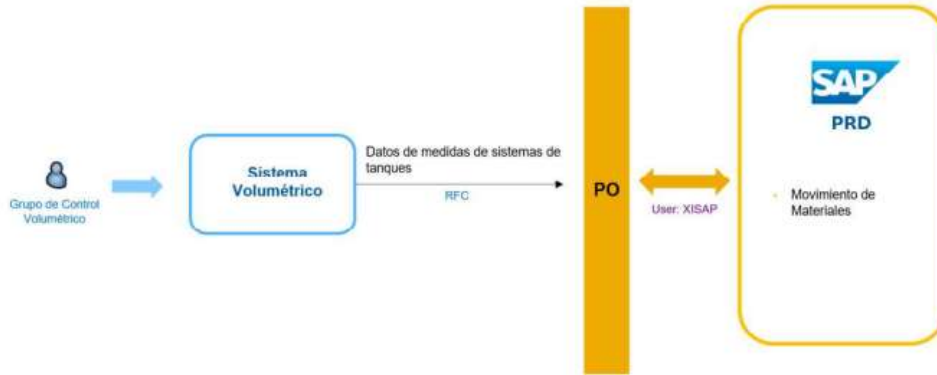 Grupo de Control
Volumétrico
Sistema
Volumétrico
Datos de medidas de sistemas de
tanques
RFC
PO
User: XISAP
SAP
PRD
Movimiento de
Materiales